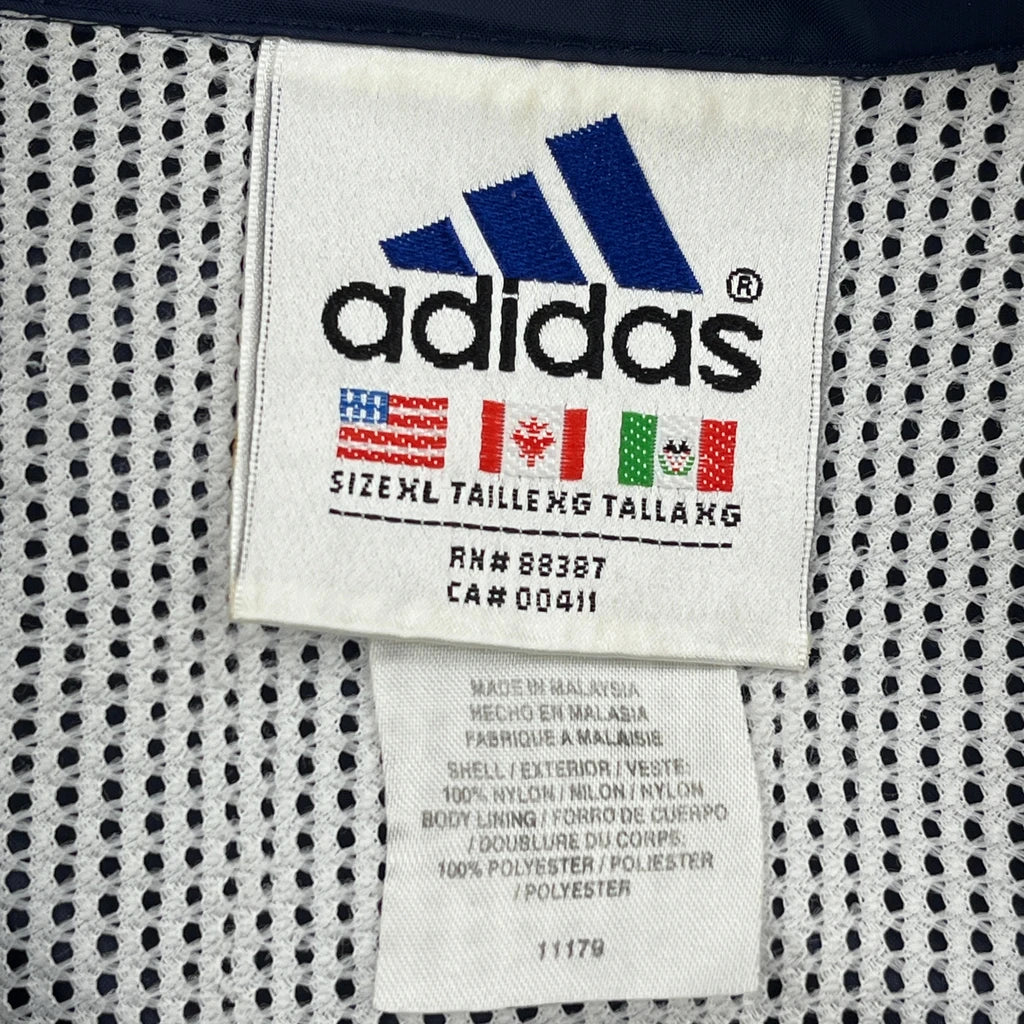 adidas®
SIZE XL TAILLE XG TALLA XG
RN# 88387
CA# 00411
MADE IN MALAYSIA
HECHO EN MALASIA
FABRIQUE A MALAISIE
SHELL / EXTERIOR / VESTE:
100% NYLON / NILON / NYLON
BODY LINING / FORRO DE CUERPO
/ DOUBLURE DU CORPS:
100% POLYESTER / POLIESTER
/ POLYESTER
11179